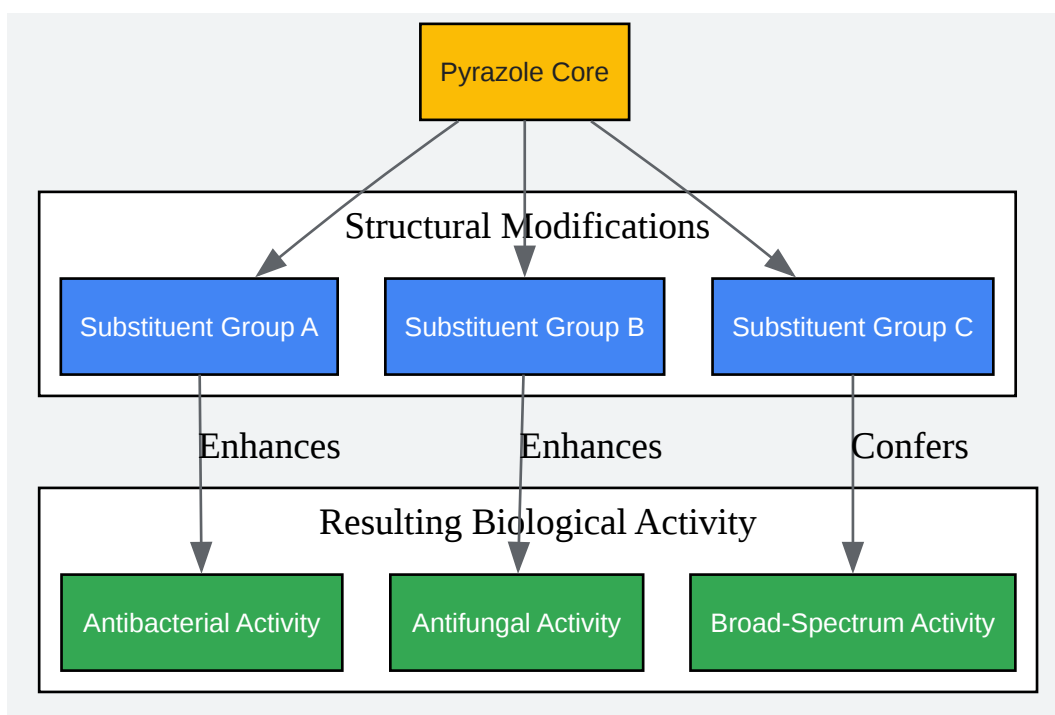 Pyrazole Core
Structural Modifications
Substituent Group A
Substituent Group B
Substituent Group C
Enhances
Enhances
Confers
Resulting Biological Activity
Antibacterial Activity
Antifungal Activity
Broad-Spectrum Activity